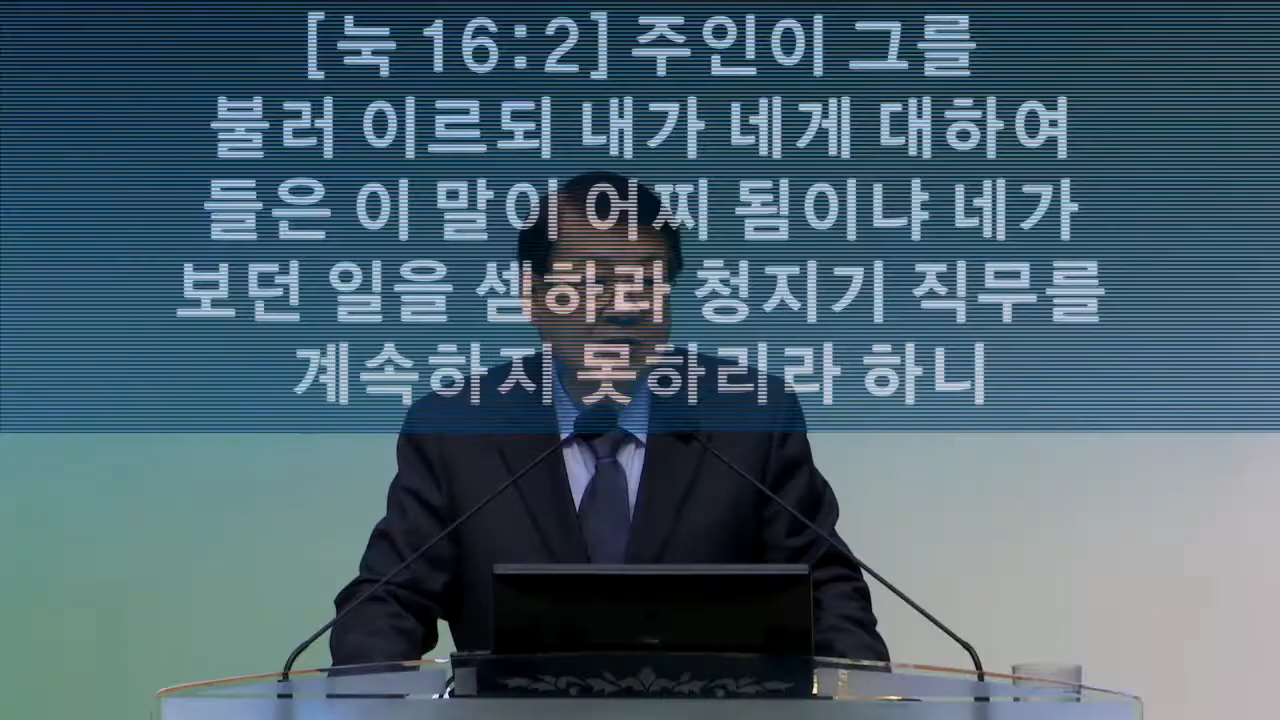 [눅 16:2] 주인이 그를
불러 이르되 내가 네게 대하여
들은 이 말이 어찌 됨이냐 네가
보던 일을 셈하라 청지기 직무를
계속하지 못하리라 하니